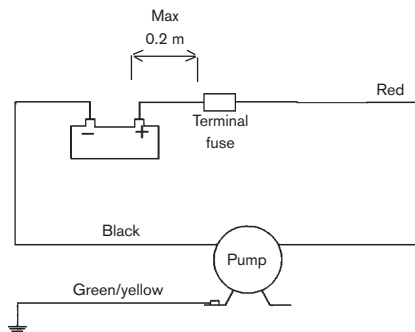 Max
0.2 m
Red
− +
Terminal
fuse
Black
Pump
Green/yellow